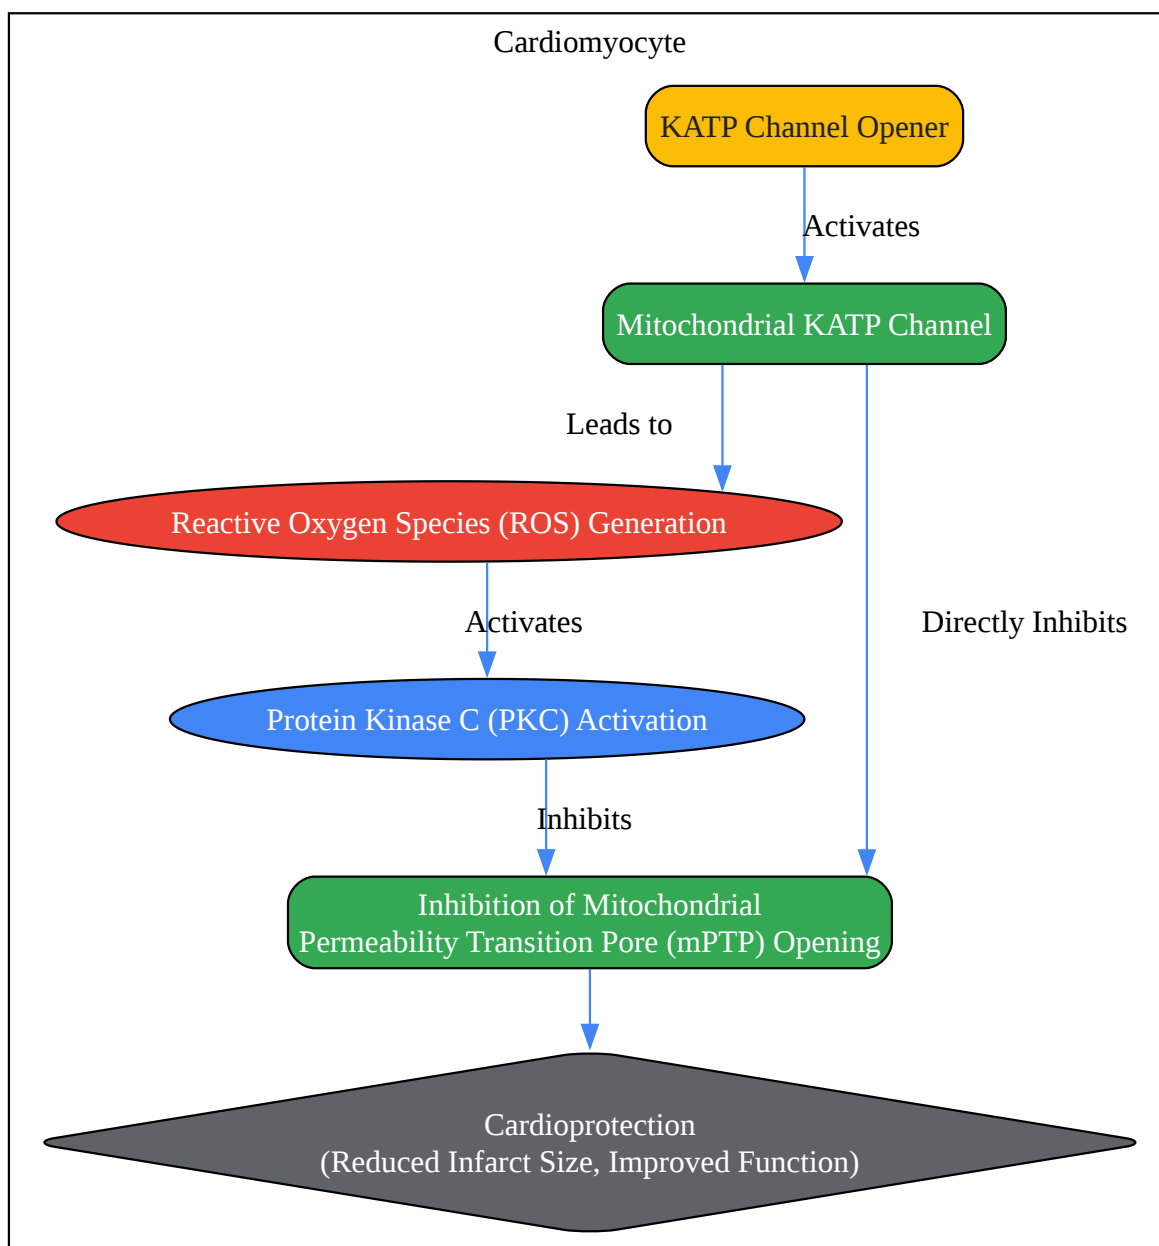 Cardiomyocyte
KATP Channel Opener
Activates
Mitochondrial KATP Channel
Leads to
Reactive Oxygen Species (ROS) Generation
Activates
Directly Inhibits
Protein Kinase C (PKC) Activation
Inhibits
Inhibition of Mitochondrial
Permeability Transition Pore (mPTP) Opening
Cardioprotection
(Reduced Infarct Size, Improved Function)